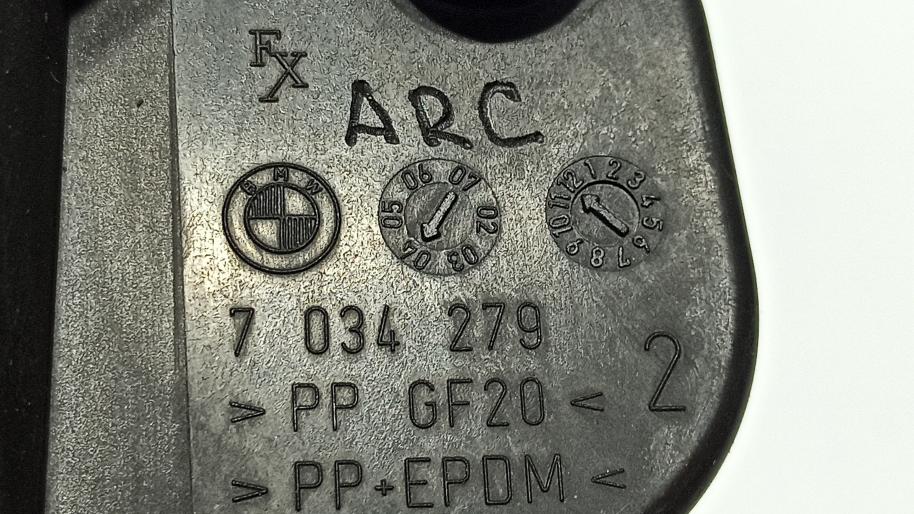 FX
ARC
BMW
02 03 04 05 06 07
1 2 3 4 5 6 7 8 9 10 11 12
7 034 279
2
> PP GF20 <
> PP+EPDM <